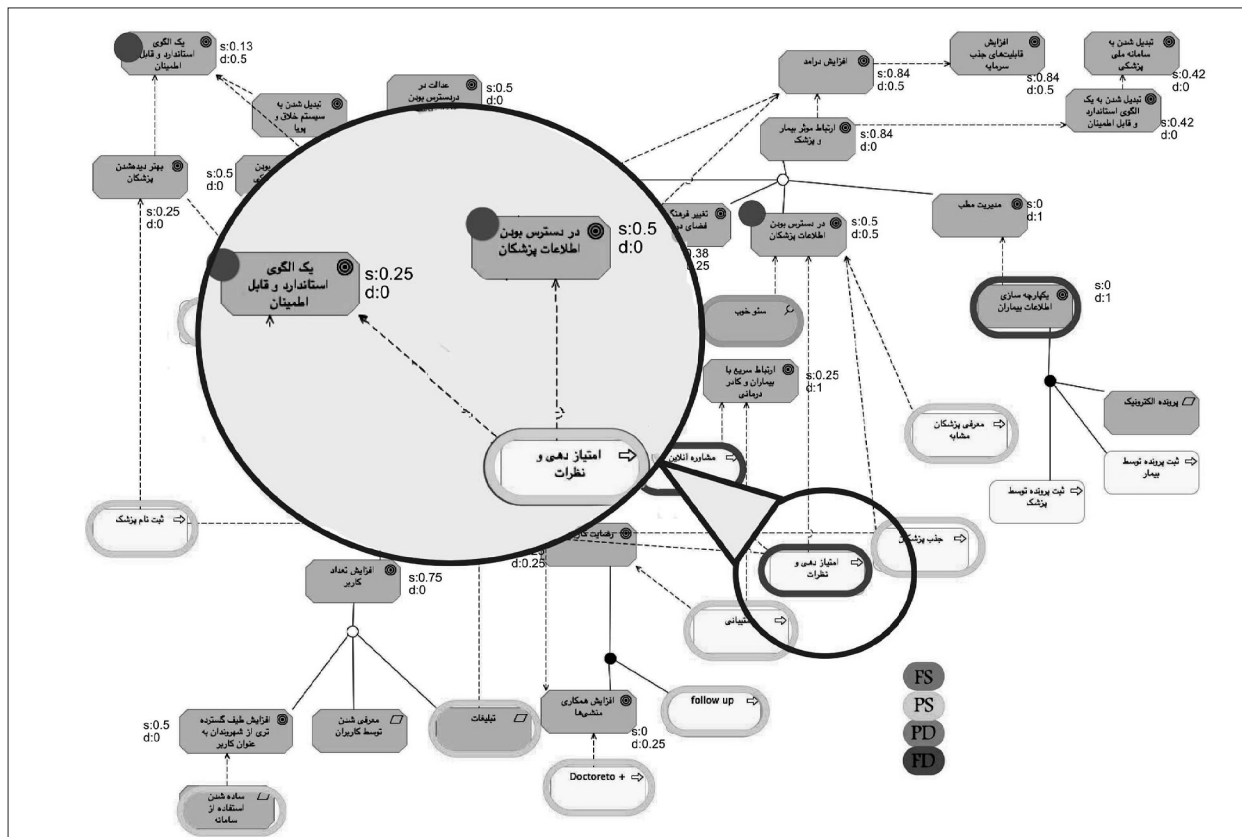 یک الگوی
استاندارد و قابل
اطمینان
s:0.13
d:0.5
تبدیل شدن به
سیستم خلاق و
پویا
عدالت در
دردسترس بودن
s:0.5
d:0
افزایش درامد
s:0.84
d:0.5
افزایش
قابلیت‌های جذب
سرمایه
s:0.84
d:0.5
تبدیل شدن به
سامانه ملی
پزشکی
s:0.42
d:0
تبدیل شدن به یک
الگوی استاندارد
و قابل اطمینان
s:0.42
d:0
ارتباط موثر بیمار
و پزشک
s:0.84
d:0
بهتر دیده‌شدن
پزشکان
s:0.25
d:0
s:0.5
d:0
بودن
تغییر فرهنگ
فضای در
.38
25
در دسترس بودن
اطلاعات پزشکان
s:0.5
d:0.5
مدیریت مطب
s:0
d:1
در دسترس بودن
اطلاعات پزشکان
s:0.5
d:0
یک الگوی
استاندارد و قابل
اطمینان
s:0.25
d:0
امتیاز دهی و
نظرات
سئو خوب
یکپارچه سازی
اطلاعات بیماران
s:0
d:1
ارتباط سریع با
بیماران و کادر
درمانی
s:0.25
d:1
پرونده الکترونیک
معرفی پزشکان
مشابه
مشاوره آنلاین
ثبت پرونده توسط
بیمار
ثبت پرونده توسط
پزشک
ثبت نام پزشک
رضایت کارب
d:0.25
جذب پزشکان
امتیاز دهی و
نظرات
افزایش تعداد
کاربر
s:0.75
d:0
شتیبانی
افزایش طیف گسترده
تری از شهروندان به
عنوان کاربر
s:0.5
d:0
معرفی شدن
توسط کاربران
تبلیغات
افزایش همکاری
منشی‌ها
s:0
d:0.25
follow up
Doctoreto +
ساده شدن
استفاده از
سامانه
FS
PS
PD
FD